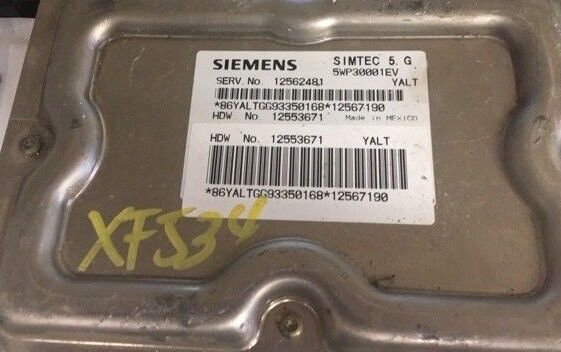 SIEMENS SIMTEC 5. G
5WP30001EV
SERV. No 12562481 YALT
*86YALTGG93350168*12567190
HDW No 12553671 Made in MEXICO
HDW No. 12553671 YALT
*86YALTGG93350168*12567190
XF534